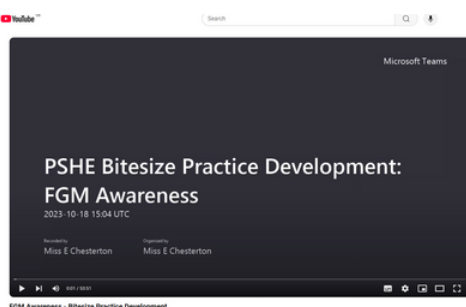 YouTube
Search
Microsoft Teams
PSHE Bitesize Practice Development:
FGM Awareness
2023-10-18 15:04 UTC
Recorded by
Organized by
Miss E Chesterton
Miss E Chesterton
FGM Awareness - Bitesize Practice Development